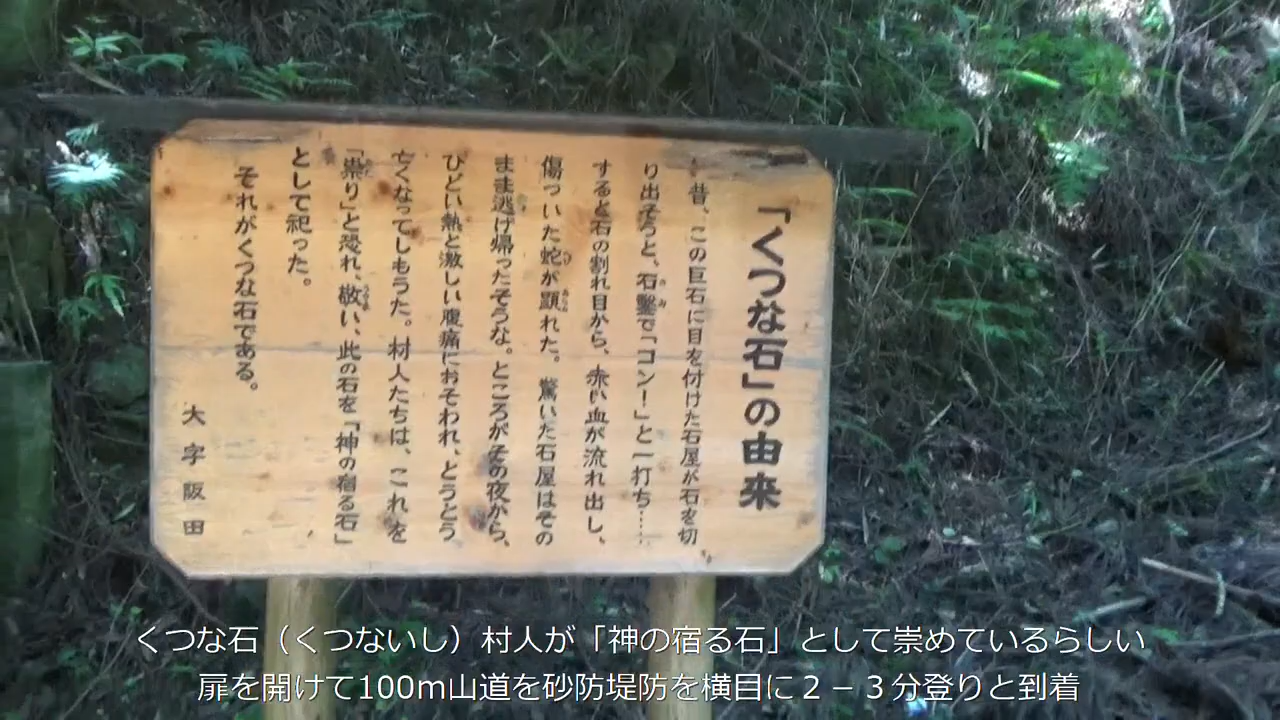 「くつな石」の由来
昔、この巨石に目を付けた石屋が石を切
り出そうと、石鑿で「コン！」と一打ち……
すると石の割れ目から、赤い血が流れ出し、
傷ついた蛇が顕れた。驚いた石屋はその
まま逃げ帰ったそうな。ところがその夜から、
ひどい熱と激しい腹痛におそわれ、とうとう
亡くなってしもうた。村人たちは、これを
「祟り」と恐れ、敬い、此の石を「神の宿る石」
として祀った。
それがくつな石である。
大字阪田
くつな石（くつないし）村人が「神の宿る石」として崇めているらしい
扉を開けて100m山道を砂防堤防を横目に２－３分登りと到着